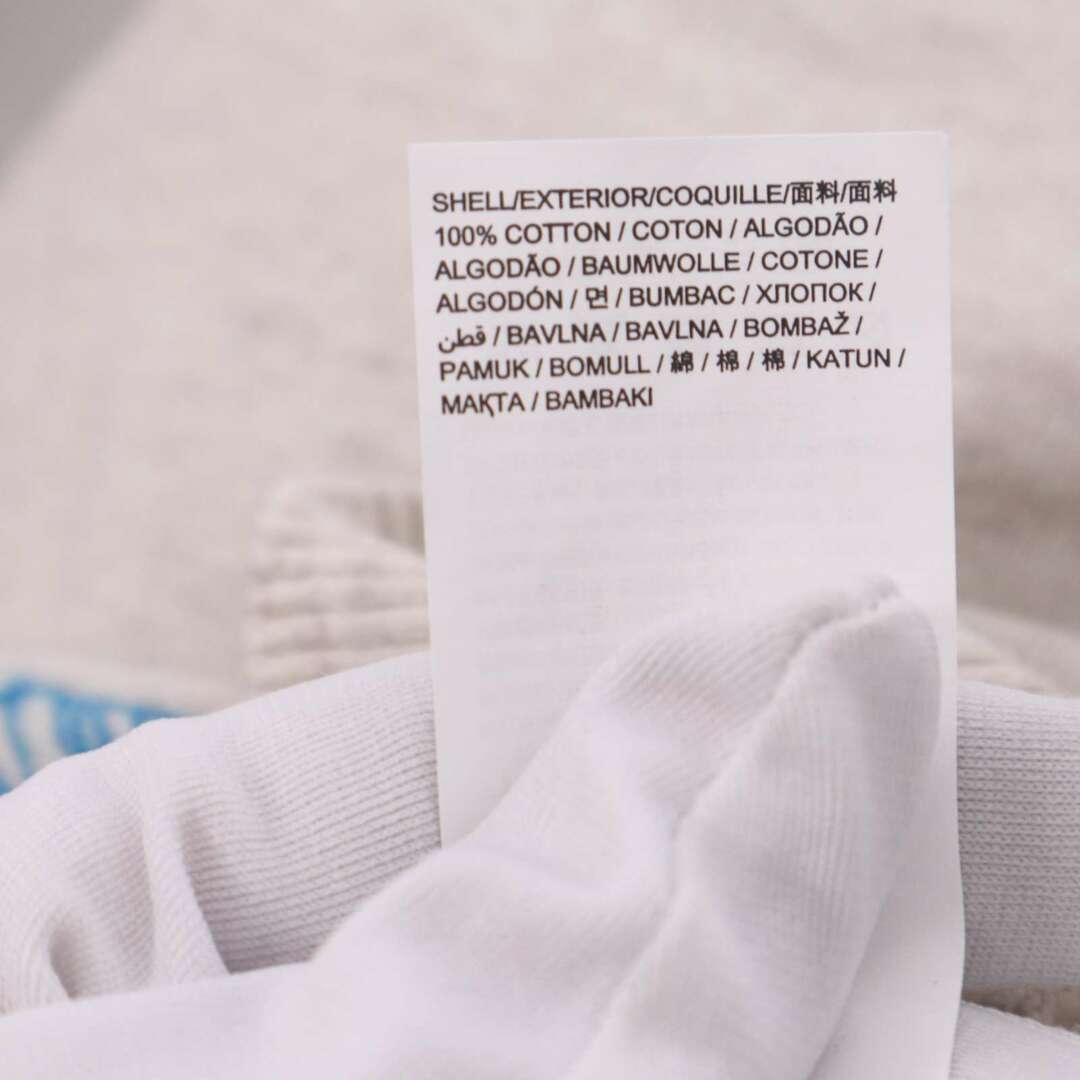 SHELL/EXTERIOR/COQUILLE/面料/面料
100% COTTON / COTON / ALGODÃO /
ALGODÃO / BAUMWOLLE / COTONE /
ALGODÓN / 면 / BUMBAC / ХЛОПОК /
قطن / BAVLNA / BAVLNA / BOMBAŽ /
PAMUK / BOMULL / 綿 / 棉 / 棉 / KATUN /
МАҚТА / BAMBAKI